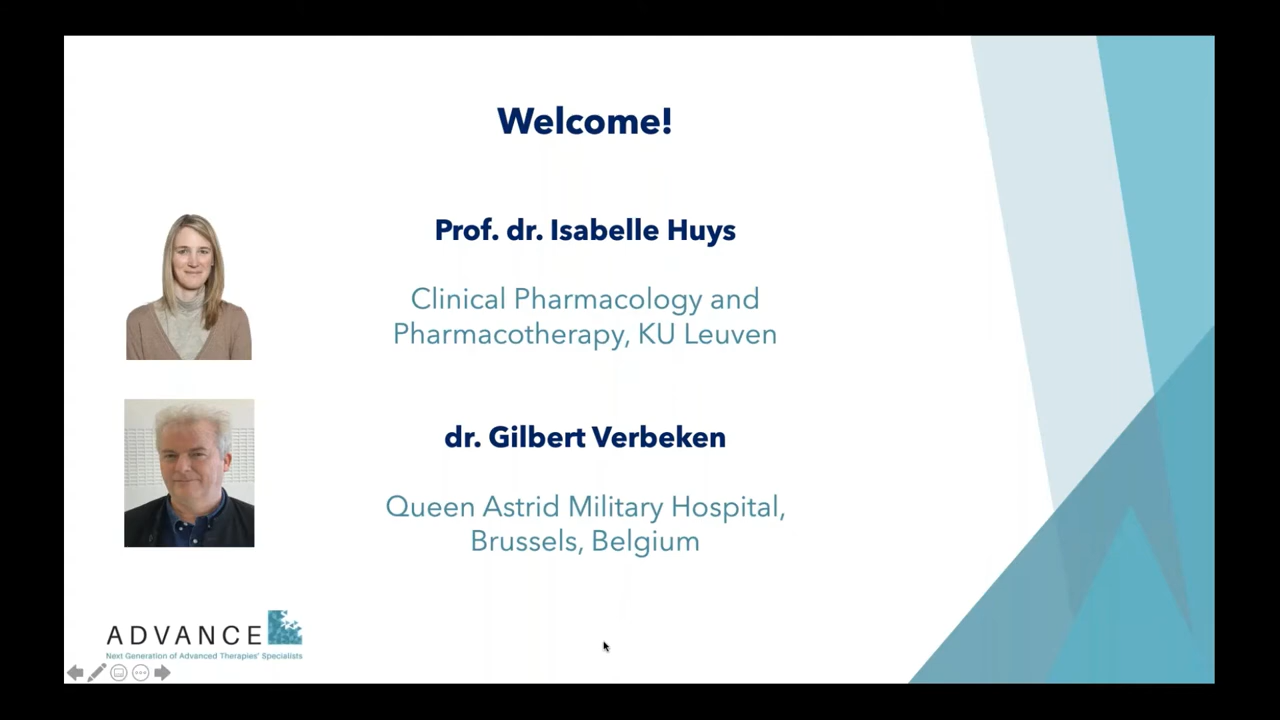 Welcome!
Prof. dr. Isabelle Huys
Clinical Pharmacology and
Pharmacotherapy, KU Leuven
dr. Gilbert Verbeken
Queen Astrid Military Hospital,
Brussels, Belgium
ADVANCE
Next Generation of Advanced Therapies' Specialists